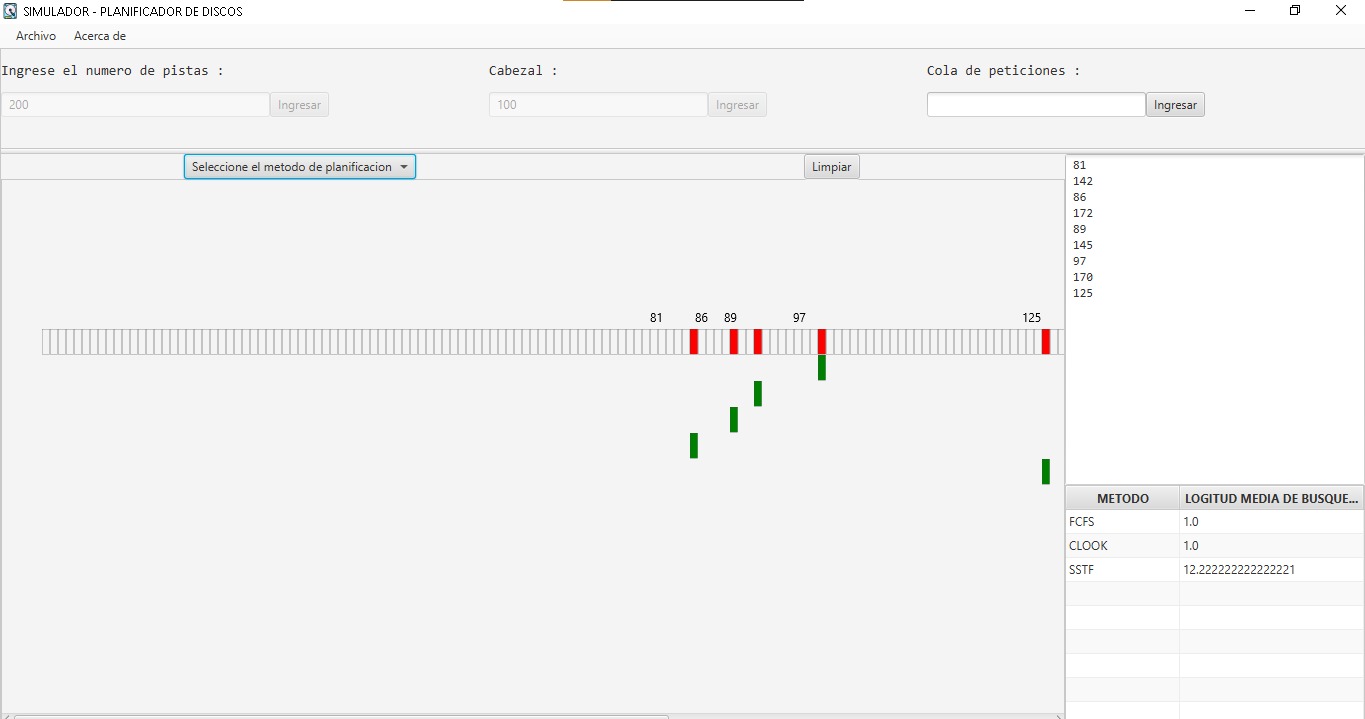 SIMULADOR - PLANIFICADOR DE DISCOS
Archivo Acerca de
Ingrese el numero de pistas : Cabezal : Cola de peticiones :
200 Ingresar 100 Ingresar Ingresar
Seleccione el metodo de planificacion Limpiar
81
142
86
172
89
145
97
170
125
81 86 89 97 125
METODO LOGITUD MEDIA DE BUSQUE...
FCFS 1.0
CLOOK 1.0
SSTF 12.222222222222221